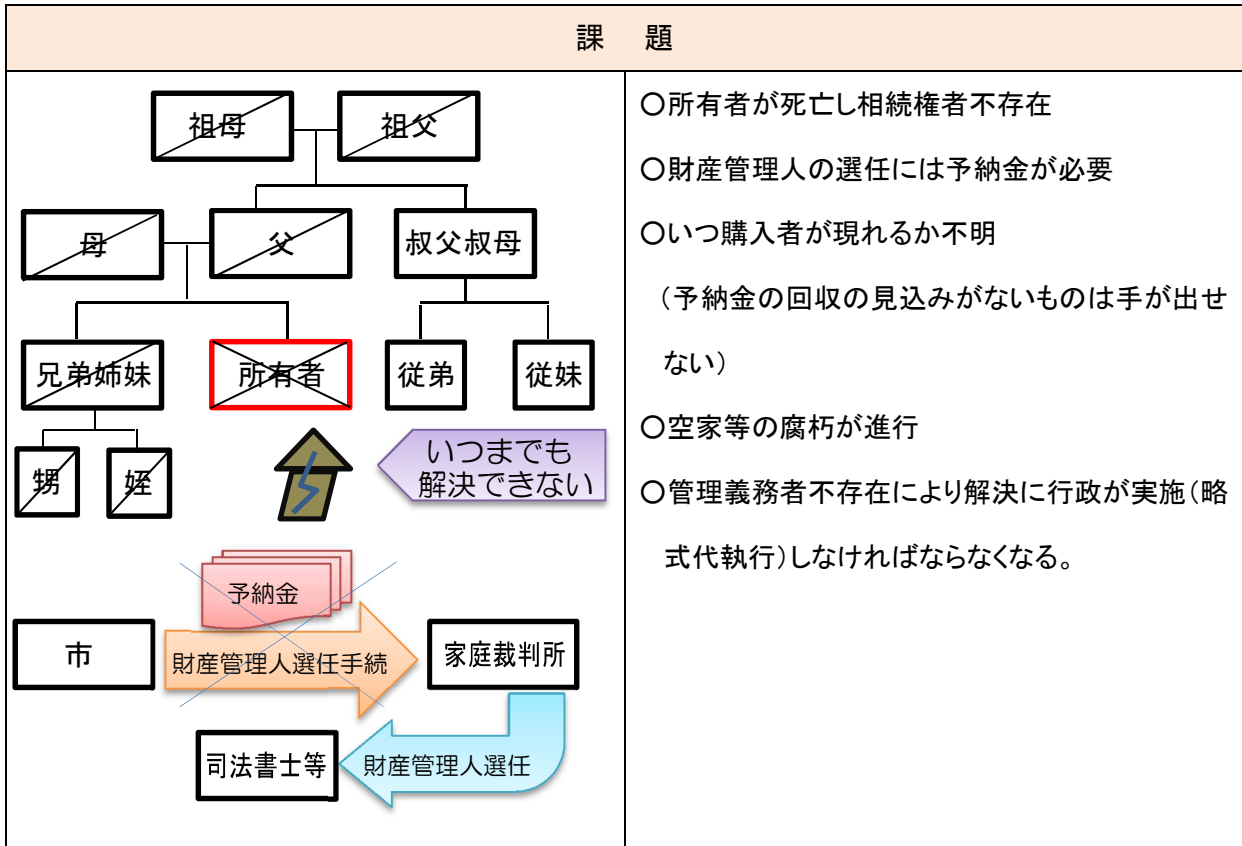 課　題
祖母
祖父
母
父
叔父叔母
兄弟姉妹
所有者
従弟
従妹
甥
姪
いつまでも
解決できない
予納金
市
財産管理人選任手続
家庭裁判所
司法書士等
財産管理人選任
〇所有者が死亡し相続権者不存在
〇財産管理人の選任には予納金が必要
〇いつ購入者が現れるか不明
（予納金の回収の見込みがないものは手が出せ
ない）
〇空家等の腐朽が進行
〇管理義務者不存在により解決に行政が実施（略
式代執行）しなければならなくなる。